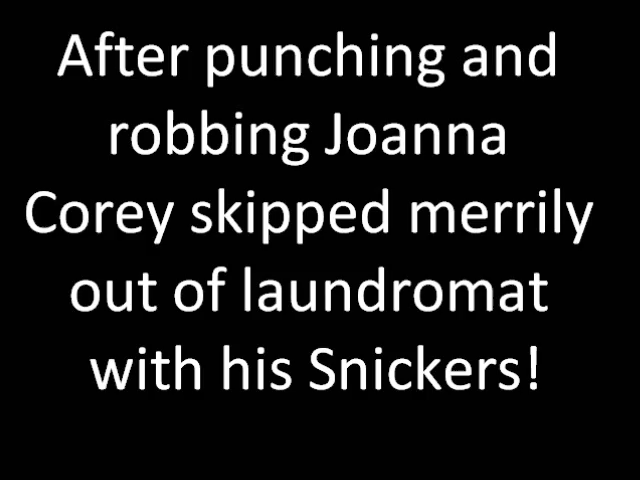 After punching and
robbing Joanna
Corey skipped merrily
out of laundromat
with his Snickers!